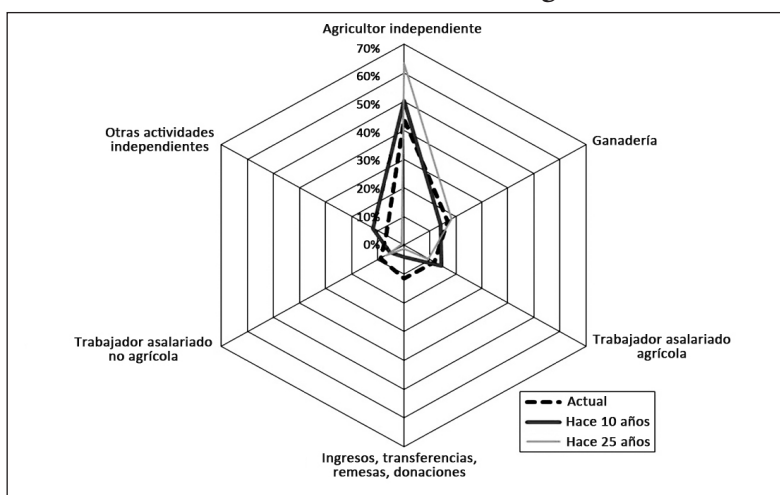 Agricultor independiente
70%
60%
50%
40%
30%
20%
10%
0%
Otras actividades
independientes
Ganadería
Trabajador asalariado
no agrícola
Trabajador asalariado
agrícola
Ingresos, transferencias,
remesas, donaciones
Actual
Hace 10 años
Hace 25 años